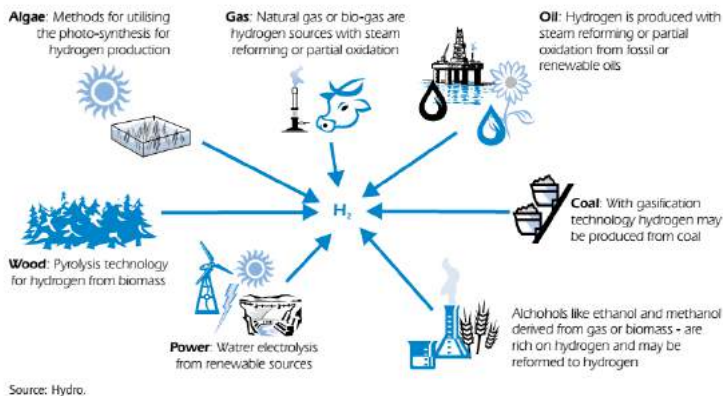 Algae: Methods for utilising
the photo-synthesis for
hydrogen production
Gas: Natural gas or bio-gas are
hydrogen sources with steam
reforming or partial oxidation
Oil: Hydrogen is produced with
steam reforming or partial
oxidation from fossil or
renewable oils
H₂
Coal: With gasification
technology hydrogen may
be produced from coal
Wood: Pyrolysis technology
for hydrogen from biomass
Power: Watrer electrolysis
from renewable sources
Alchohols like ethanol and methanol
derived from gas or biomass - are
rich on hydrogen and may be
reformed to hydrogen
Source: Hydro.